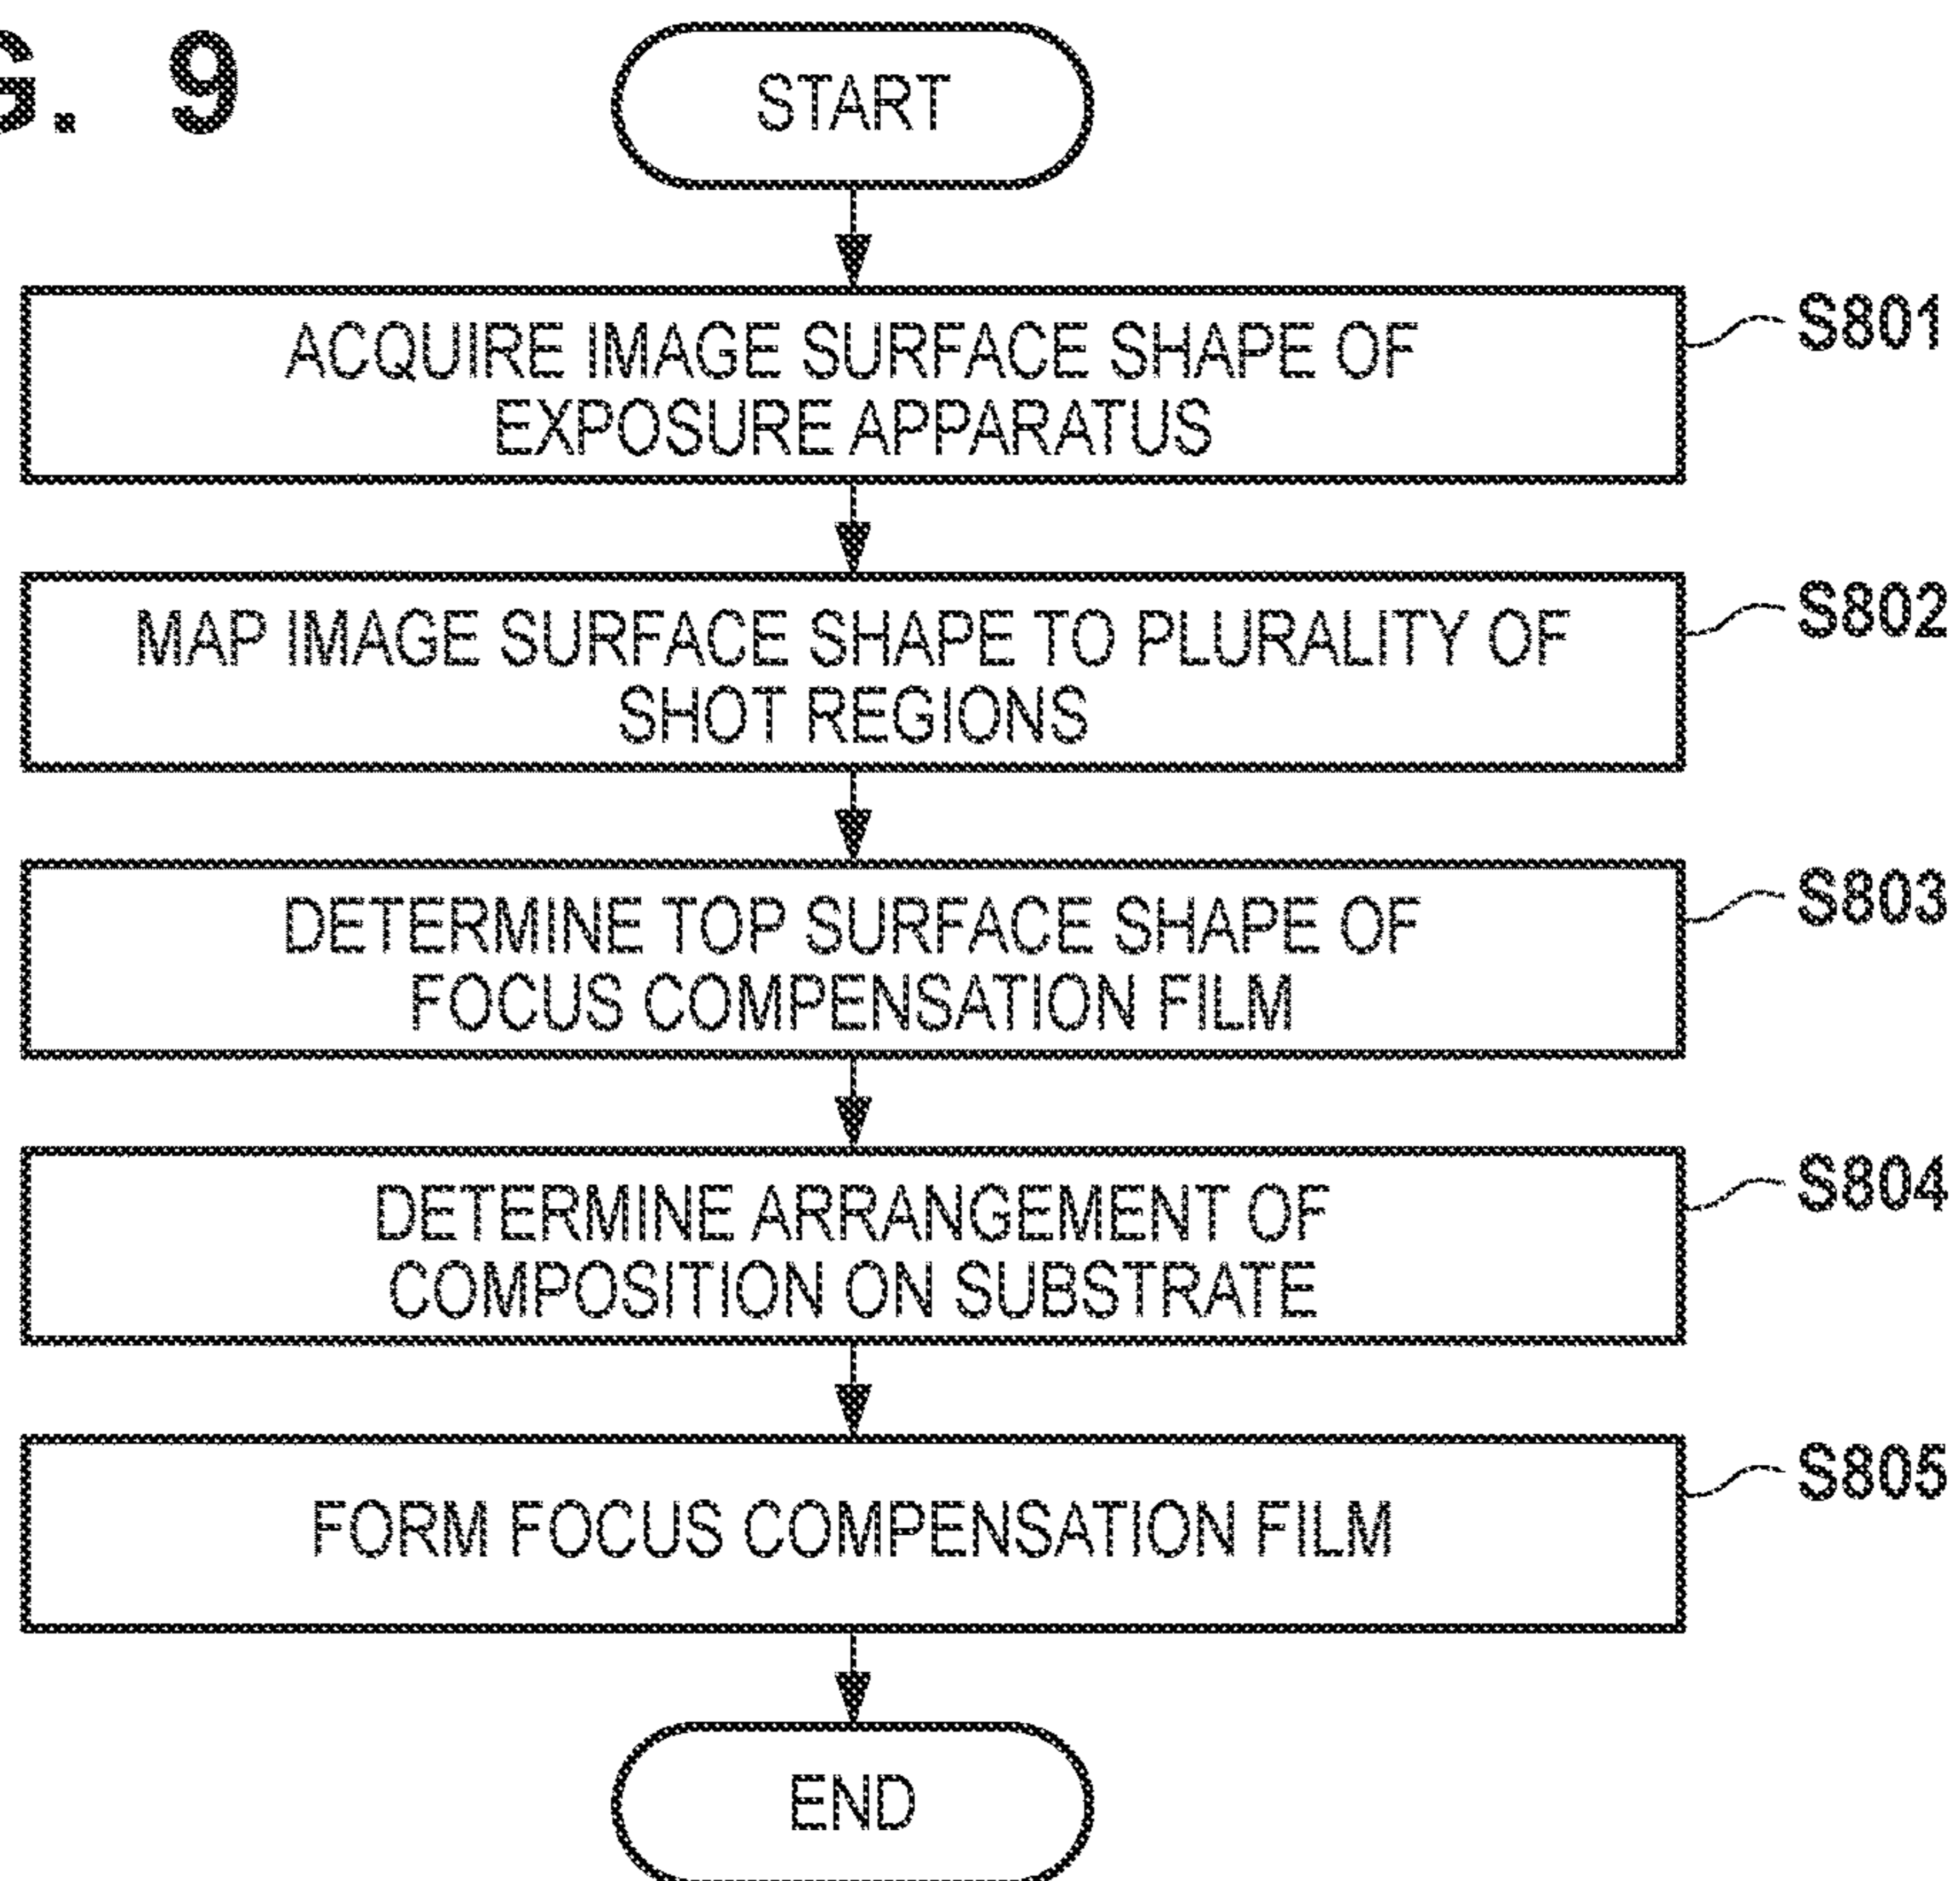 G. 9
START
ACQUIRE IMAGE SURFACE SHAPE OF
EXPOSURE APPARATUS
S801
MAP IMAGE SURFACE SHAPE TO PLURALITY OF
SHOT REGIONS
S802
DETERMINE TOP SURFACE SHAPE OF
FOCUS COMPENSATION FILM
S803
DETERMINE ARRANGEMENT OF
COMPOSITION ON SUBSTRATE
S804
FORM FOCUS COMPENSATION FILM
S805
END